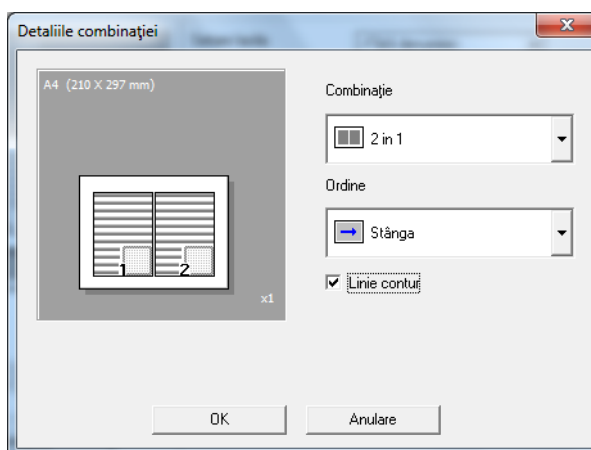 Detaliile combinației
A4 (210 X 297 mm)
1
2
x1
Combinație
2 in 1
Ordine
Stânga
Linie contur
OK
Anulare